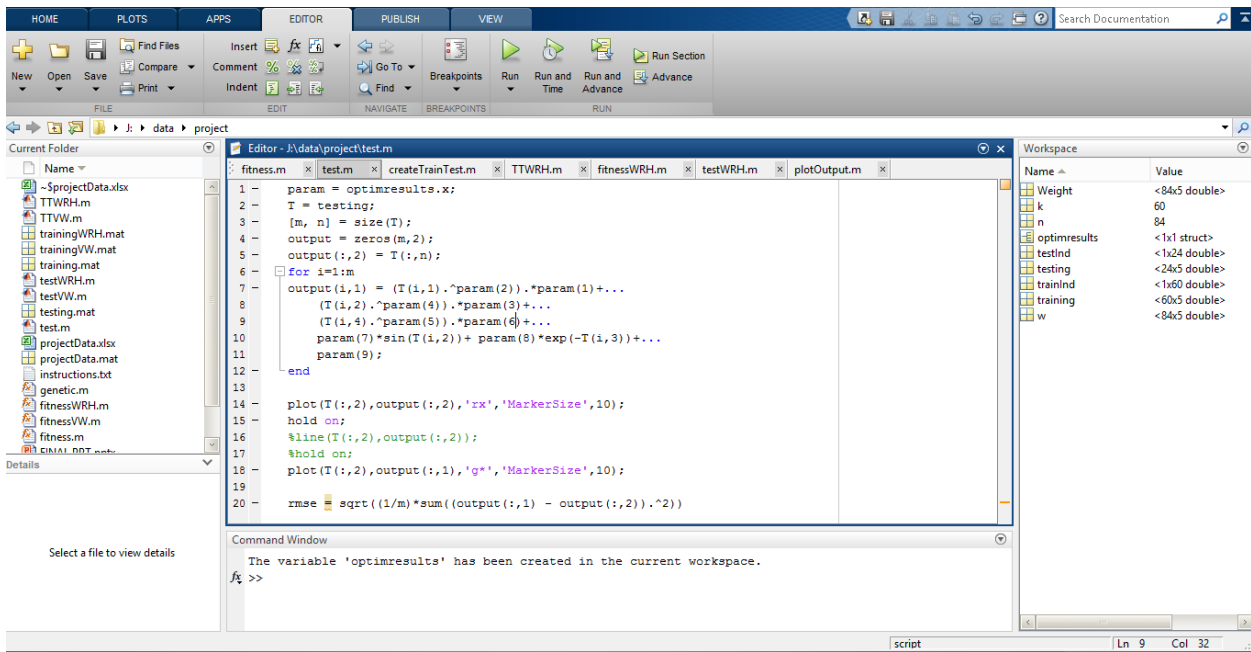 HOME PLOTS APPS EDITOR PUBLISH VIEW Search Documentation
Find Files Insert fx
New Open Save Compare Comment % Go To Breakpoints Run Run and Time Run and Advance Run Section
Print Indent Find Advance
FILE EDIT NAVIGATE BREAKPOINTS RUN
J: data project
Current Folder
Name
~$projectData.xlsx
TTWRH.m
TTVW.m
trainingWRH.mat
trainingVW.mat
training.mat
testWRH.m
testVW.m
testing.mat
test.m
projectData.xlsx
projectData.mat
instructions.txt
genetic.m
fitnessWRH.m
fitnessVW.m
fitness.m
FINAL PPT.pptx
Details
Select a file to view details
Editor - J:\data\project\test.m
fitness.m × test.m × createTrainTest.m × TTWRH.m × fitnessWRH.m × testWRH.m × plotOutput.m ×
1 – param = optimresults.x;
2 – T = testing;
3 – [m, n] = size(T);
4 – output = zeros(m,2);
5 – output(:,2) = T(:,n);
6 – for i=1:m
7 – output(i,1) = (T(i,1).^param(2)).*param(1)+...
8 (T(i,2).^param(4)).*param(3)+...
9 (T(i,4).^param(5)).*param(6)+...
10 param(7)*sin(T(i,2))+ param(8)*exp(-T(i,3))+...
11 param(9);
12 – end
13
14 – plot(T(:,2),output(:,2),'rx','MarkerSize',10);
15 – hold on;
16 %line(T(:,2),output(:,2));
17 %hold on;
18 – plot(T(:,2),output(:,1),'g*','MarkerSize',10);
19
20 – rmse = sqrt((1/m)*sum((output(:,1) - output(:,2)).^2))
Command Window
The variable 'optimresults' has been created in the current workspace.
fx >>
Workspace
Name Value
Weight <84x5 double>
k 60
n 84
optimresults <1x1 struct>
testInd <1x24 double>
testing <24x5 double>
trainInd <1x60 double>
training <60x5 double>
w <84x5 double>
script Ln 9 Col 32